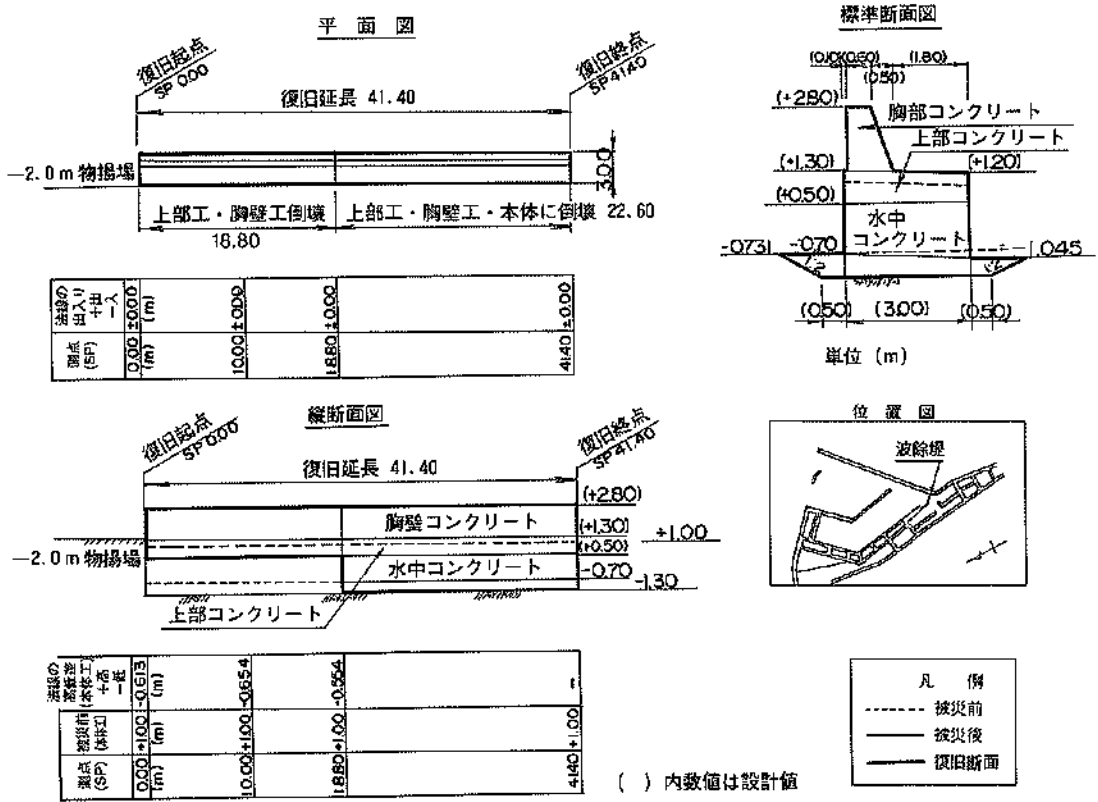 平 面 図
復旧起点
SP 0.00
復旧終点
SP 41.40
復旧延長 41.40
-2.0m物揚場
3.00
上部工・胸壁工倒壊
18.80
上部工・胸壁工・本体に倒壊 22.60
法線の
出入り
+出
-入
(m)
±0.00
±0.00
±0.00
±0.00
測点
(SP)
(m)
0.00
10.00
18.80
41.40
標準断面図
(0.10)(0.60)
(1.80)
(0.50)
(+2.80)
胸部コンクリート
上部コンクリート
(+1.30)
(+1.20)
(+0.50)
水中
コンクリート
-0.731
-0.70
-1.045
(0.50)
(3.00)
(0.50)
単位 (m)
縦断面図
復旧起点
SP 0.00
復旧終点
SP 41.40
復旧延長 41.40
(+2.80)
胸壁コンクリート
(+1.30)
+1.00
-2.0m物揚場
(+0.50)
水中コンクリート
-0.70
-1.30
上部コンクリート
法線の
高低差
(本体工)
+高
-低
(m)
-0.613
-0.654
-0.554
-
被災前
(本体工)
(m)
+1.00
+1.00
+1.00
+1.00
測点
(SP)
(m)
0.00
10.00
18.80
41.40
( ) 内数値は設計値
位 置 図
波除堤
凡 例
被災前
被災後
復旧断面